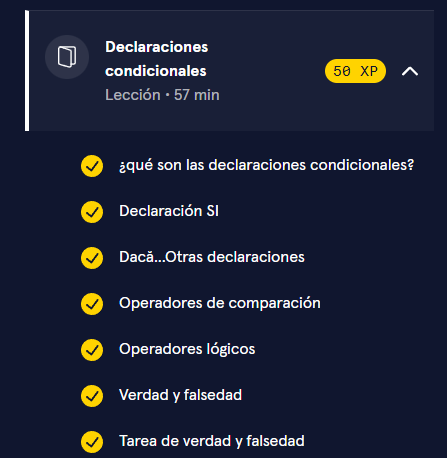 Declaraciones
condicionales
Lección • 57 min
50 XP
¿qué son las declaraciones condicionales?
Declaración SI
Dacă...Otras declaraciones
Operadores de comparación
Operadores lógicos
Verdad y falsedad
Tarea de verdad y falsedad